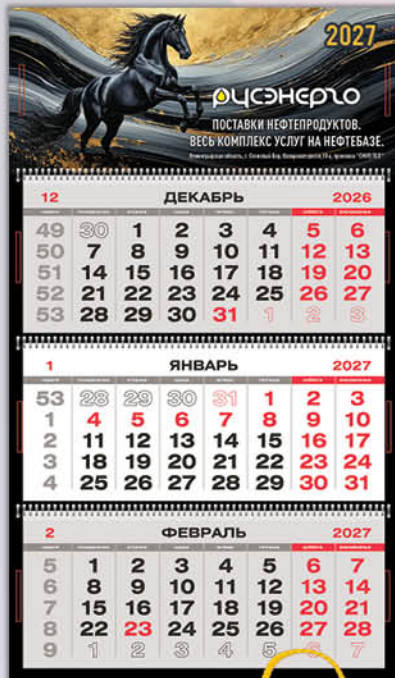 2027
РУСЭНЕРГО
ПОСТАВКИ НЕФТЕПРОДУКТОВ.
ВЕСЬ КОМПЛЕКС УСЛУГ НА НЕФТЕБАЗЕ.
12 ДЕКАБРЬ 2026
49 30 1 2 3 4 5 6
50 7 8 9 10 11 12 13
51 14 15 16 17 18 19 20
52 21 22 23 24 25 26 27
53 28 29 30 31 1 2 3
1 ЯНВАРЬ 2027
53 28 29 30 31 1 2 3
1 4 5 6 7 8 9 10
2 11 12 13 14 15 16 17
3 18 19 20 21 22 23 24
4 25 26 27 28 29 30 31
2 ФЕВРАЛЬ 2027
5 1 2 3 4 5 6 7
6 8 9 10 11 12 13 14
7 15 16 17 18 19 20 21
8 22 23 24 25 26 27 28
9 1 2 3 4 5 6 7